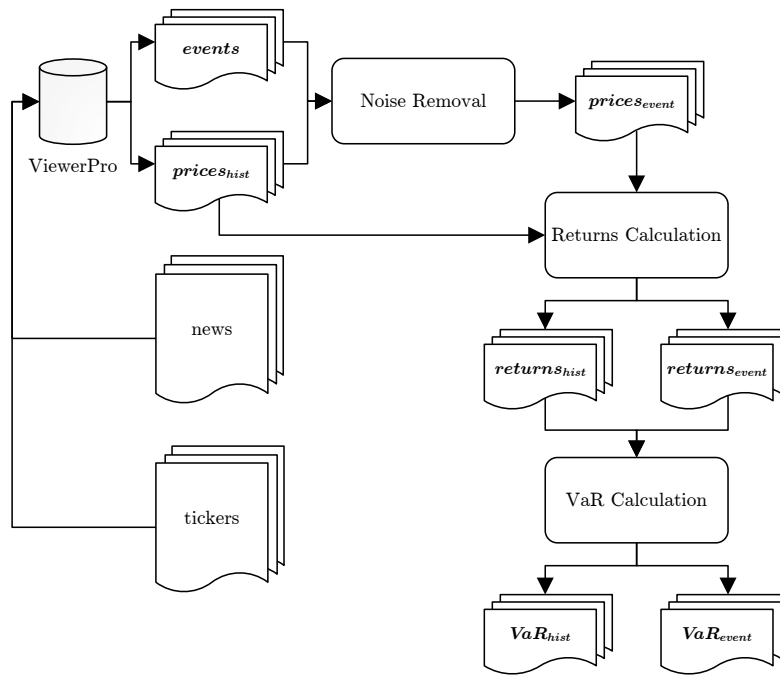 events
Noise Removal
prices_event
ViewerPro
prices_hist
Returns Calculation
news
returns_hist
returns_event
VaR Calculation
tickers
VaR_hist
VaR_event